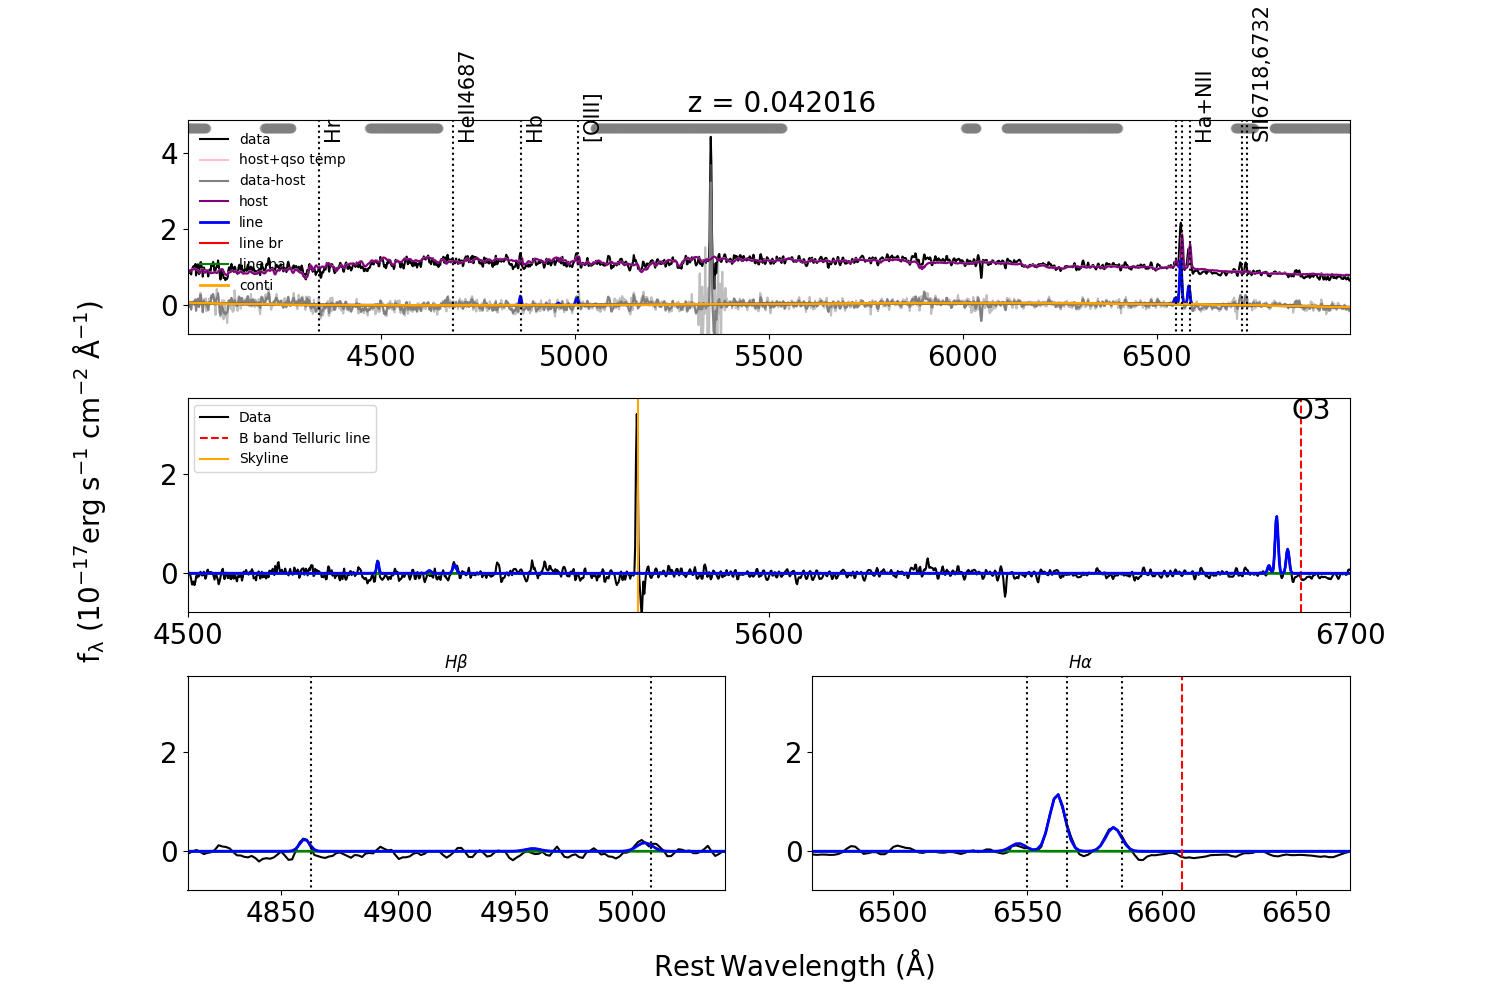 z = 0.042016
Hr
HeII4687
Hb
[OIII]
Ha+NII
SII6718,6732
data
host+qso temp
data-host
host
line
line br
line na
conti
4
2
0
4500
5000
5500
6000
6500
f_λ (10^−17 erg s^−1 cm^−2 Å^−1)
Data
B band Telluric line
Skyline
O3
2
0
4500
5600
6700
Hβ
2
0
4850
4900
4950
5000
Hα
2
0
6500
6550
6600
6650
Rest Wavelength (Å)